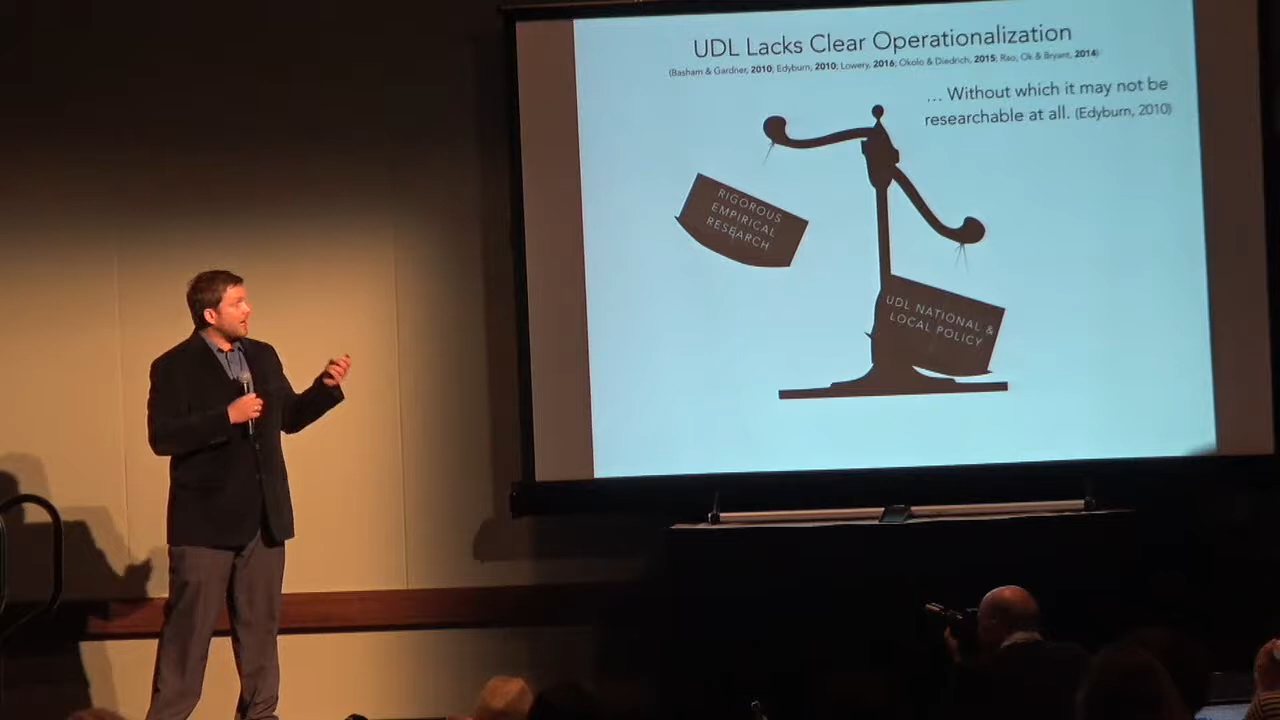 UDL Lacks Clear Operationalization
(Basham & Gardner, 2010; Edyburn, 2010; Lowery, 2016; Okolo & Diedrich, 2015; Rao, Ok & Bryant, 2014)
... Without which it may not be
researchable at all. (Edyburn, 2010)
RIGOROUS
EMPIRICAL
RESEARCH
UDL NATIONAL &
LOCAL POLICY